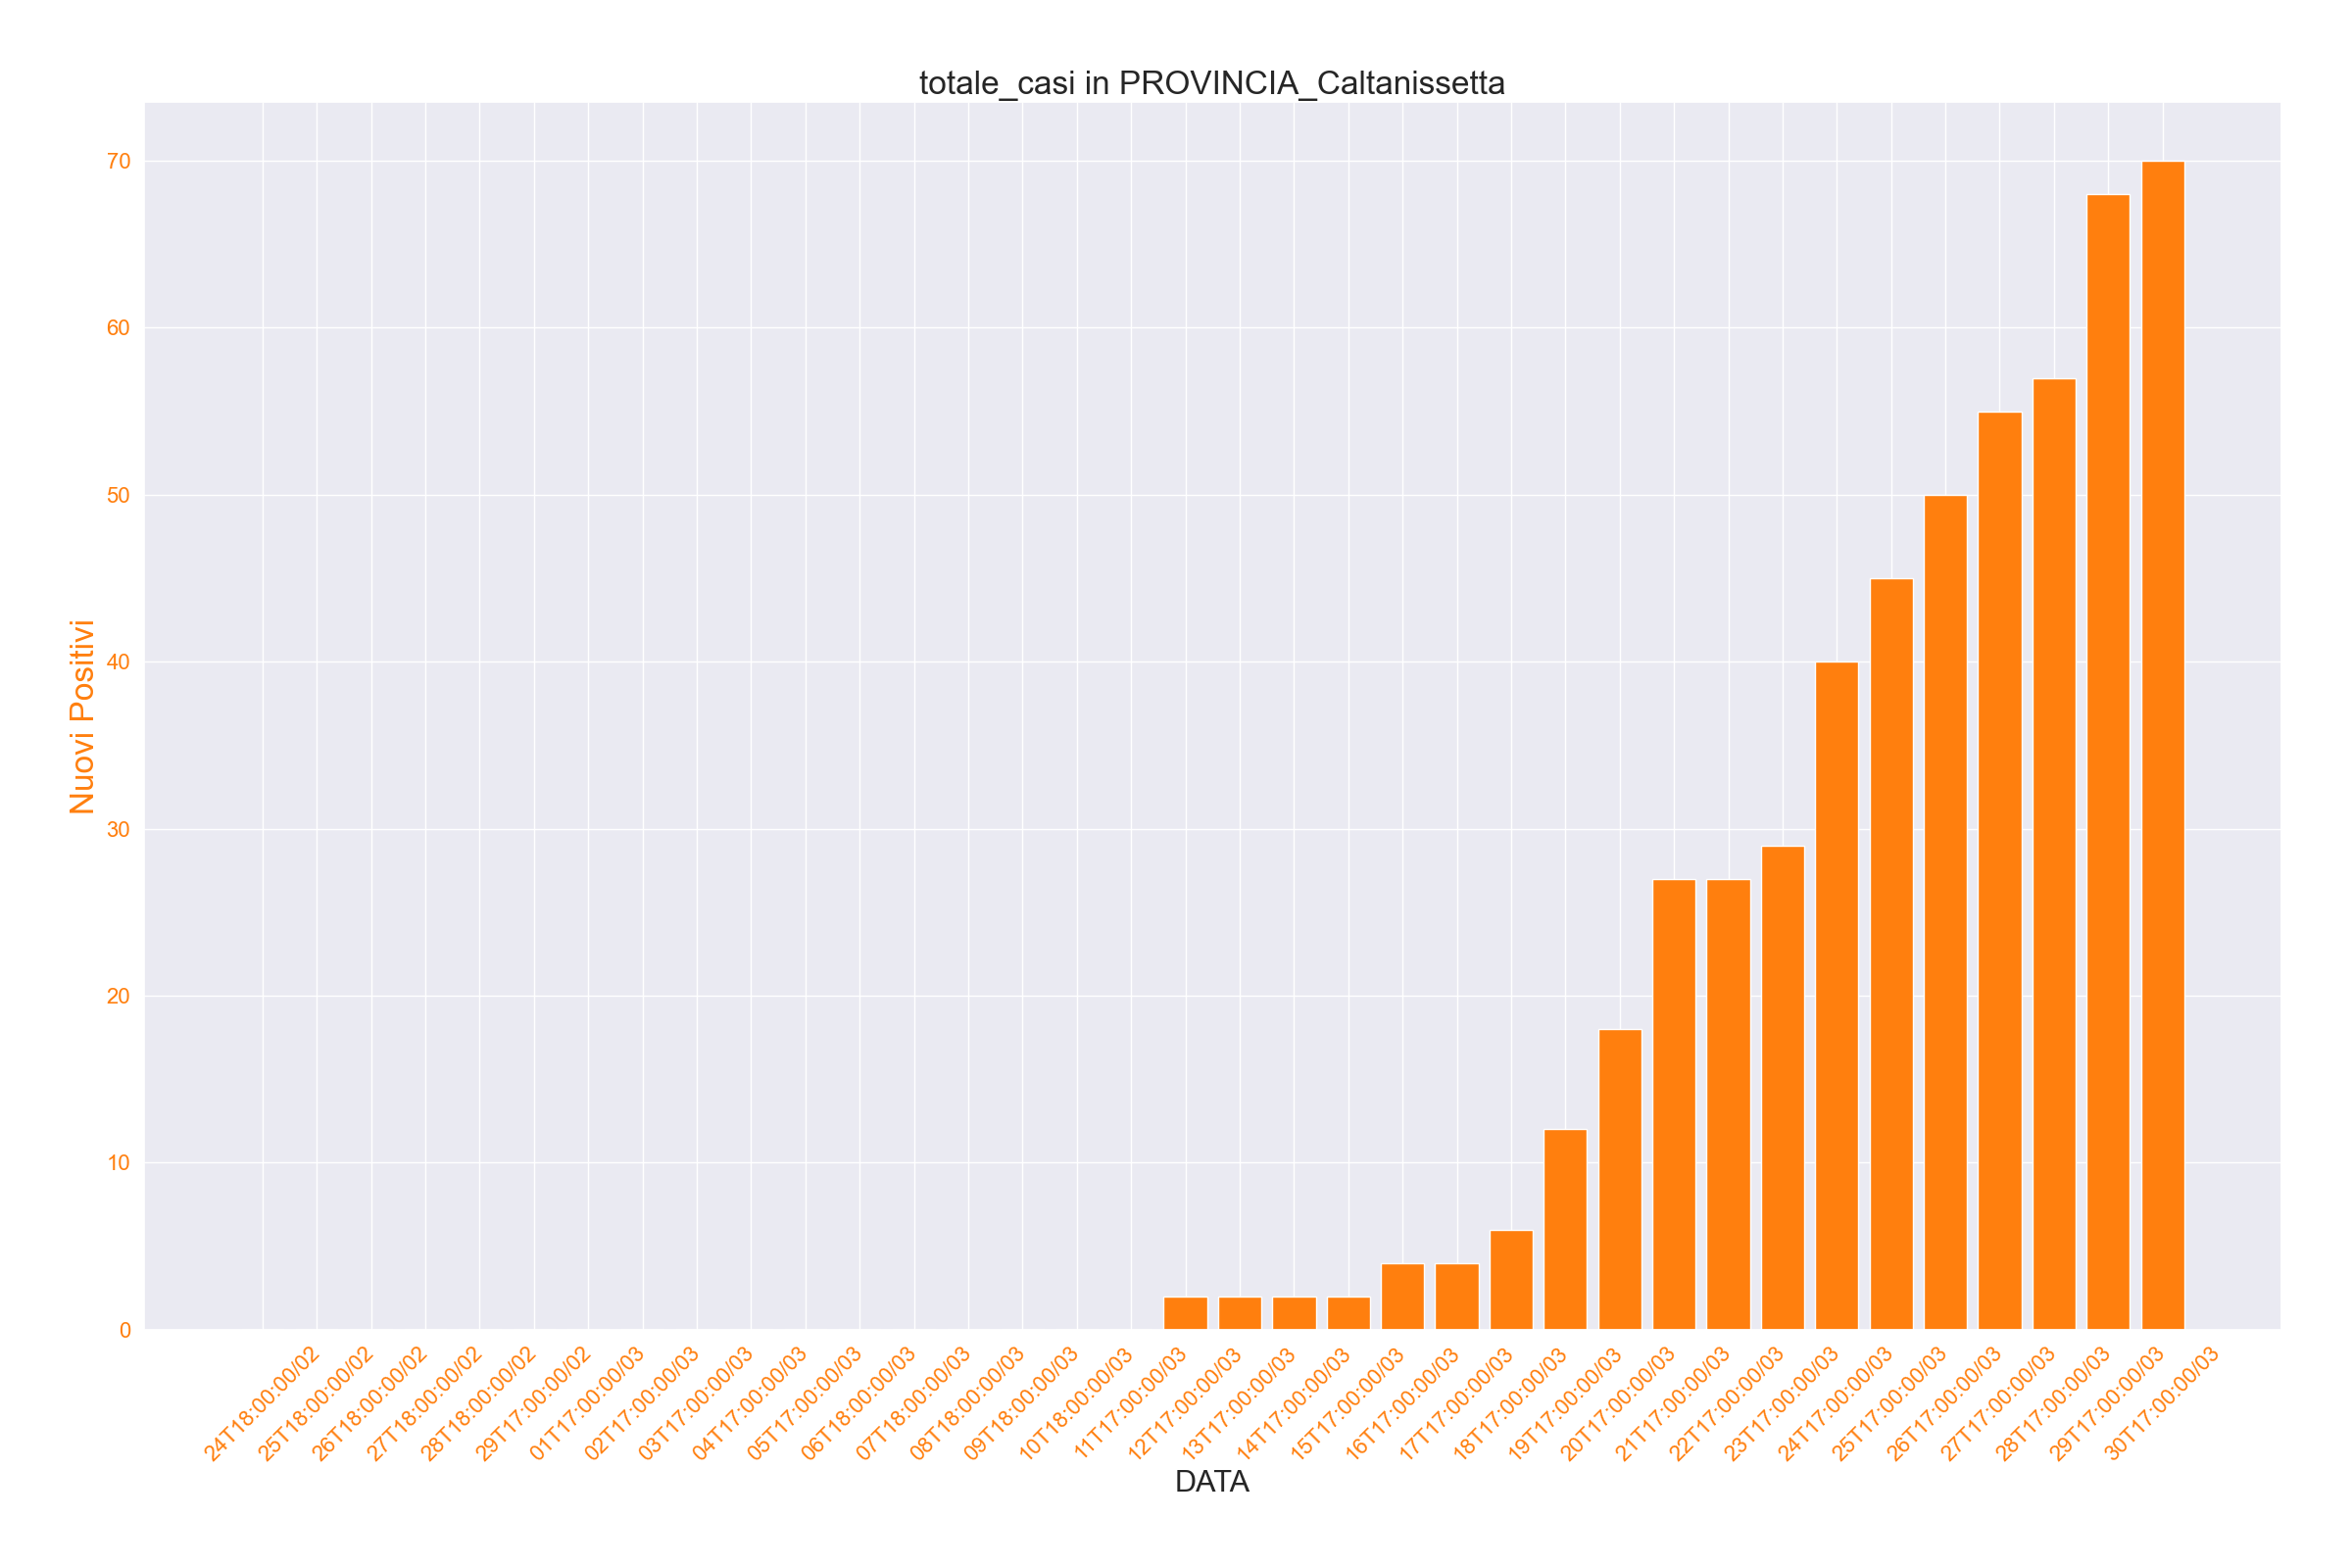 totale_casi in PROVINCIA_Caltanissetta
70
60
50
40
30
20
10
0
Nuovi Positivi
24T18:00:00/02
25T18:00:00/02
26T18:00:00/02
27T18:00:00/02
28T18:00:00/02
29T17:00:00/02
01T17:00:00/03
02T17:00:00/03
03T17:00:00/03
04T17:00:00/03
05T17:00:00/03
06T18:00:00/03
07T18:00:00/03
08T18:00:00/03
09T18:00:00/03
10T18:00:00/03
11T17:00:00/03
12T17:00:00/03
13T17:00:00/03
14T17:00:00/03
15T17:00:00/03
16T17:00:00/03
17T17:00:00/03
18T17:00:00/03
19T17:00:00/03
20T17:00:00/03
21T17:00:00/03
22T17:00:00/03
23T17:00:00/03
24T17:00:00/03
25T17:00:00/03
26T17:00:00/03
27T17:00:00/03
28T17:00:00/03
29T17:00:00/03
30T17:00:00/03
DATA